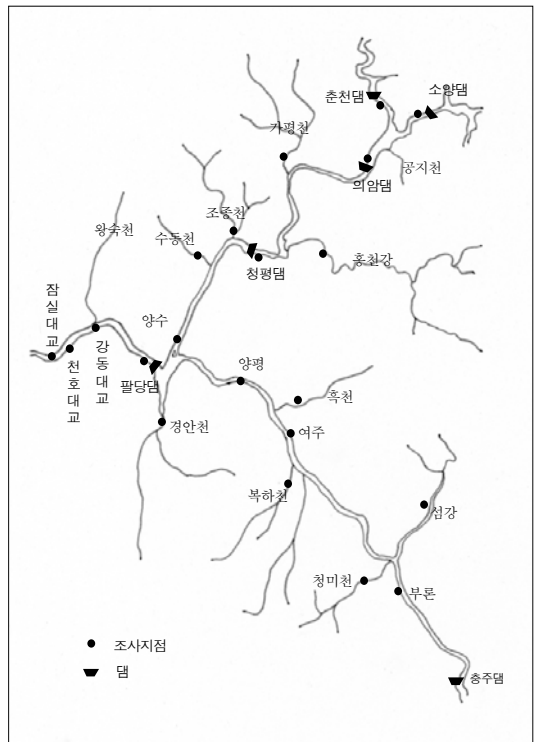 소양댐
춘천댐
가평천
공지천
의암댐
조종천
왕숙천
수동천
홍천강
청평댐
잠실대교
양수
강동대교
천호대교
팔당댐
양평
흑천
경안천
여주
복하천
섬강
청미천
부론
조사지점
댐
충주댐